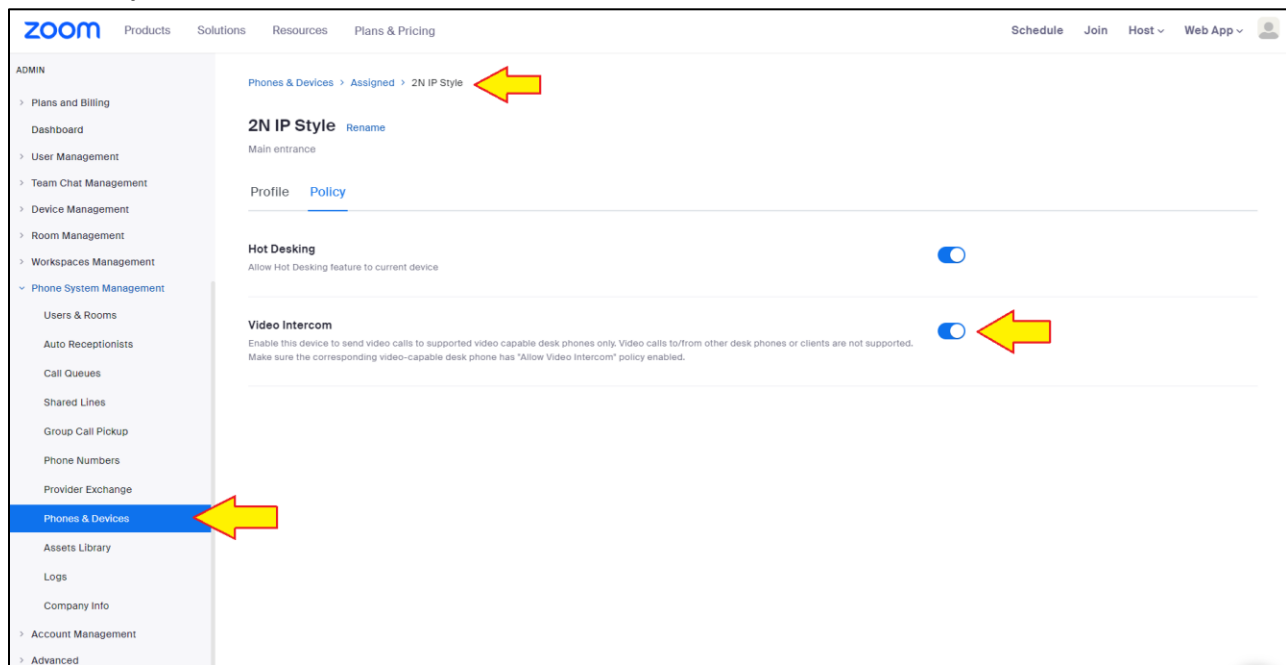 zoom Products Solutions Resources Plans & Pricing Schedule Join Host Web App
ADMIN
Plans and Billing
Dashboard
User Management
Team Chat Management
Device Management
Room Management
Workspaces Management
Phone System Management
Users & Rooms
Auto Receptionists
Call Queues
Shared Lines
Group Call Pickup
Phone Numbers
Provider Exchange
Phones & Devices
Assets Library
Logs
Company Info
Account Management
Advanced
Phones & Devices > Assigned > 2N IP Style
2N IP Style Rename
Main entrance
Profile Policy
Hot Desking
Allow Hot Desking feature to current device
Video Intercom
Enable this device to send video calls to supported video capable desk phones only. Video calls to/from other desk phones or clients are not supported.
Make sure the corresponding video-capable desk phone has "Allow Video Intercom" policy enabled.